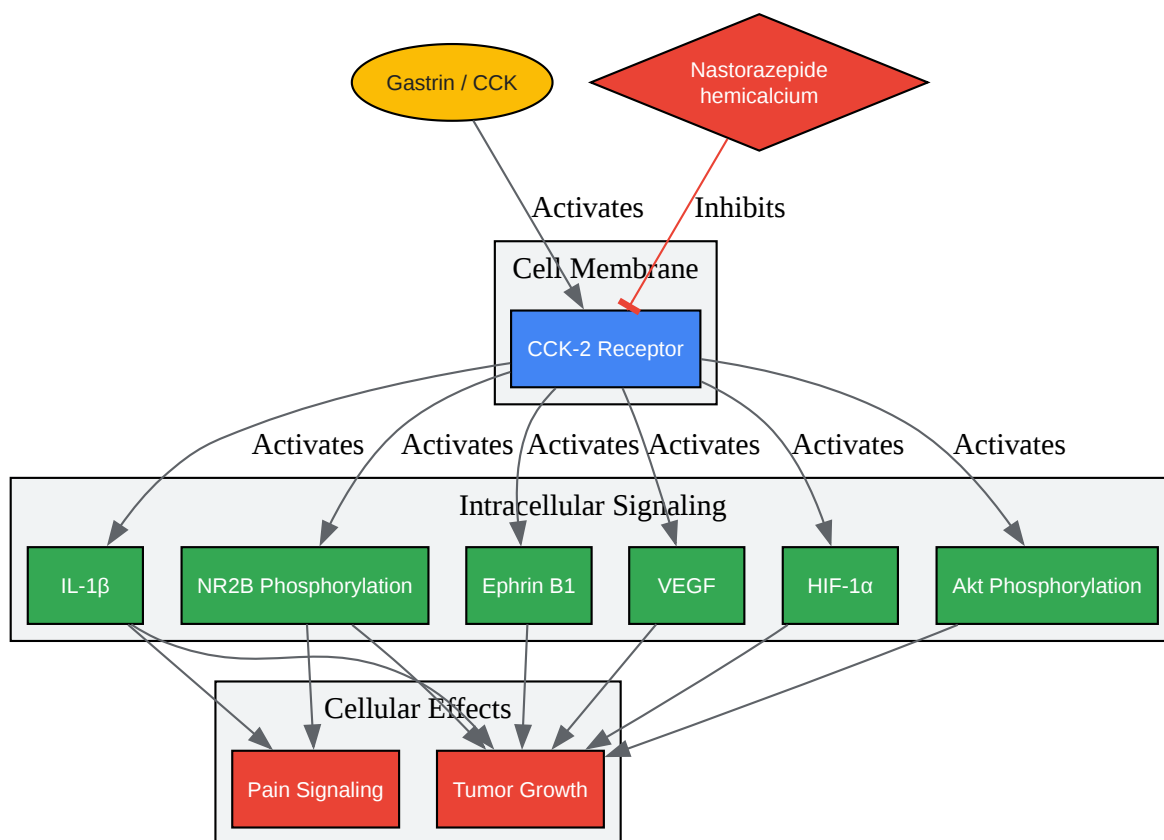 Gastrin / CCK
Nastorazepide
hemicalcium
Activates
Inhibits
Cell Membrane
CCK-2 Receptor
Activates
Activates
Activates
Activates
Activates
Activates
Intracellular Signaling
IL-1β
NR2B Phosphorylation
Ephrin B1
VEGF
HIF-1α
Akt Phosphorylation
Cellular Effects
Pain Signaling
Tumor Growth